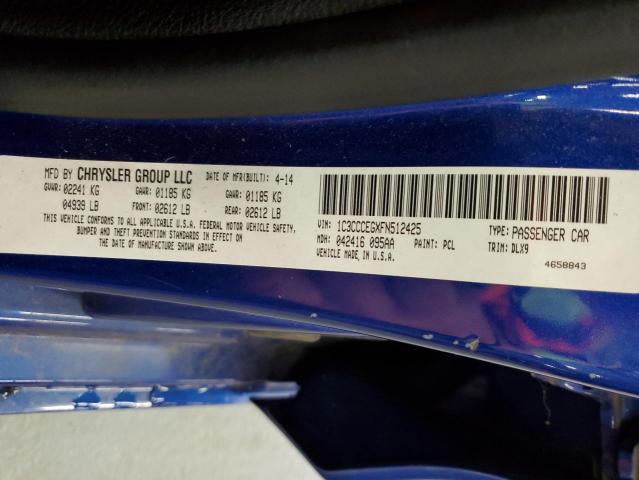 MFD BY CHRYSLER GROUP LLC DATE OF MFR(BUILT): 4-14
GVWR: 02241 KG GAWR: 01185 KG GAWR: 01185 KG
04939 LB FRONT: 02612 LB REAR: 02612 LB
THIS VEHICLE CONFORMS TO ALL APPLICABLE U.S.A. FEDERAL MOTOR VEHICLE SAFETY,
BUMPER AND THEFT PREVENTION STANDARDS IN EFFECT ON
THE DATE OF MANUFACTURE SHOWN ABOVE.
VIN: 1C3CCCEGXFN512425 TYPE: PASSENGER CAR
MDH: 042416 095AA PAINT: PCL TRIM: DLX9
VEHICLE MADE IN U.S.A. 4658843